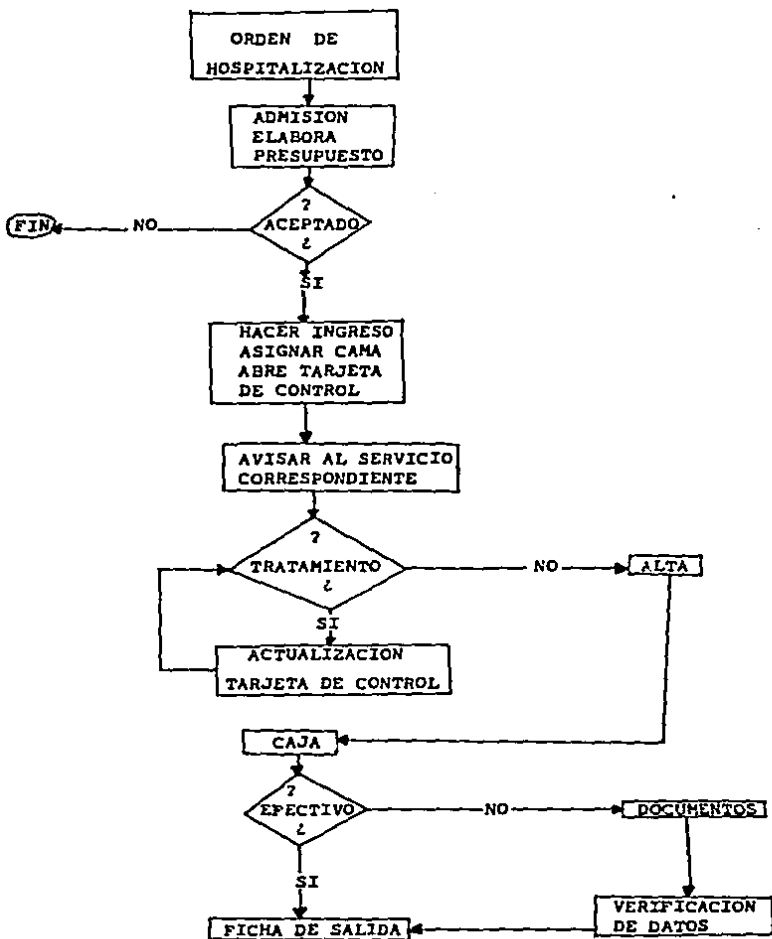 ORDEN DE
HOSPITALIZACION
ADMISION
ELABORA
PRESUPUESTO
?
ACEPTADO
¿
NO
FIN
SI
HACER INGRESO
ASIGNAR CAMA
ABRE TARJETA
DE CONTROL
AVISAR AL SERVICIO
CORRESPONDIENTE
?
TRATAMIENTO
¿
NO
ALTA
SI
ACTUALIZACION
TARJETA DE CONTROL
CAJA
?
EFECTIVO
¿
NO
DOCUMENTOS
SI
VERIFICACION
DE DATOS
FICHA DE SALIDA